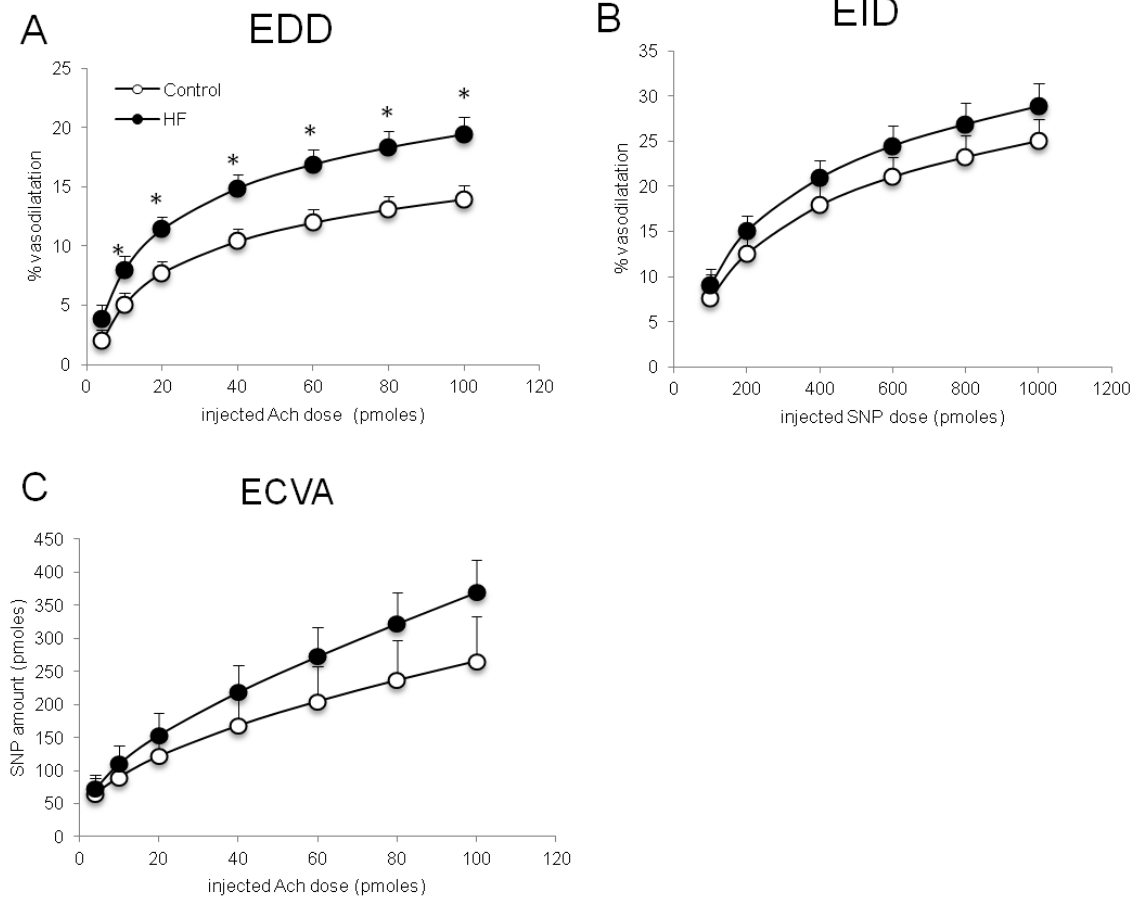 A
EDD
25
20
15
10
5
0
% vasodilatation
Control
HF
*
*
*
*
*
*
0 20 40 60 80 100 120
injected Ach dose (pmoles)
B
EID
35
30
25
20
15
10
5
0
% vasodilatation
0 200 400 600 800 1000 1200
injected SNP dose (pmoles)
C
ECVA
450
400
350
300
250
200
150
100
50
0
SNP amount (pmoles)
0 20 40 60 80 100
injected Ach dose (pmoles)